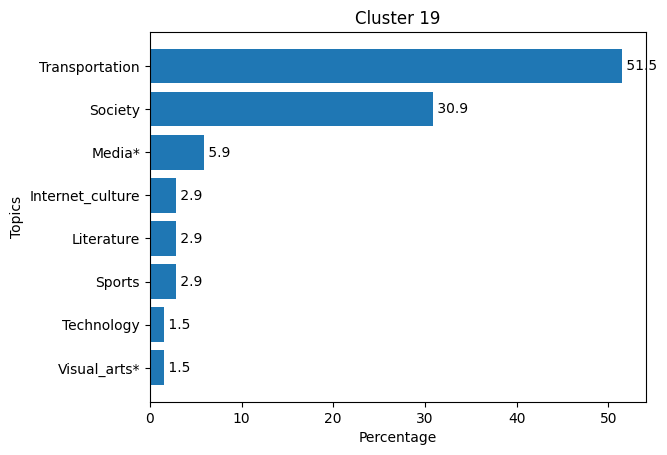 Cluster 19
Transportation 51.5
Society 30.9
Media* 5.9
Internet_culture 2.9
Literature 2.9
Sports 2.9
Technology 1.5
Visual_arts* 1.5
Topics
0 10 20 30 40 50
Percentage